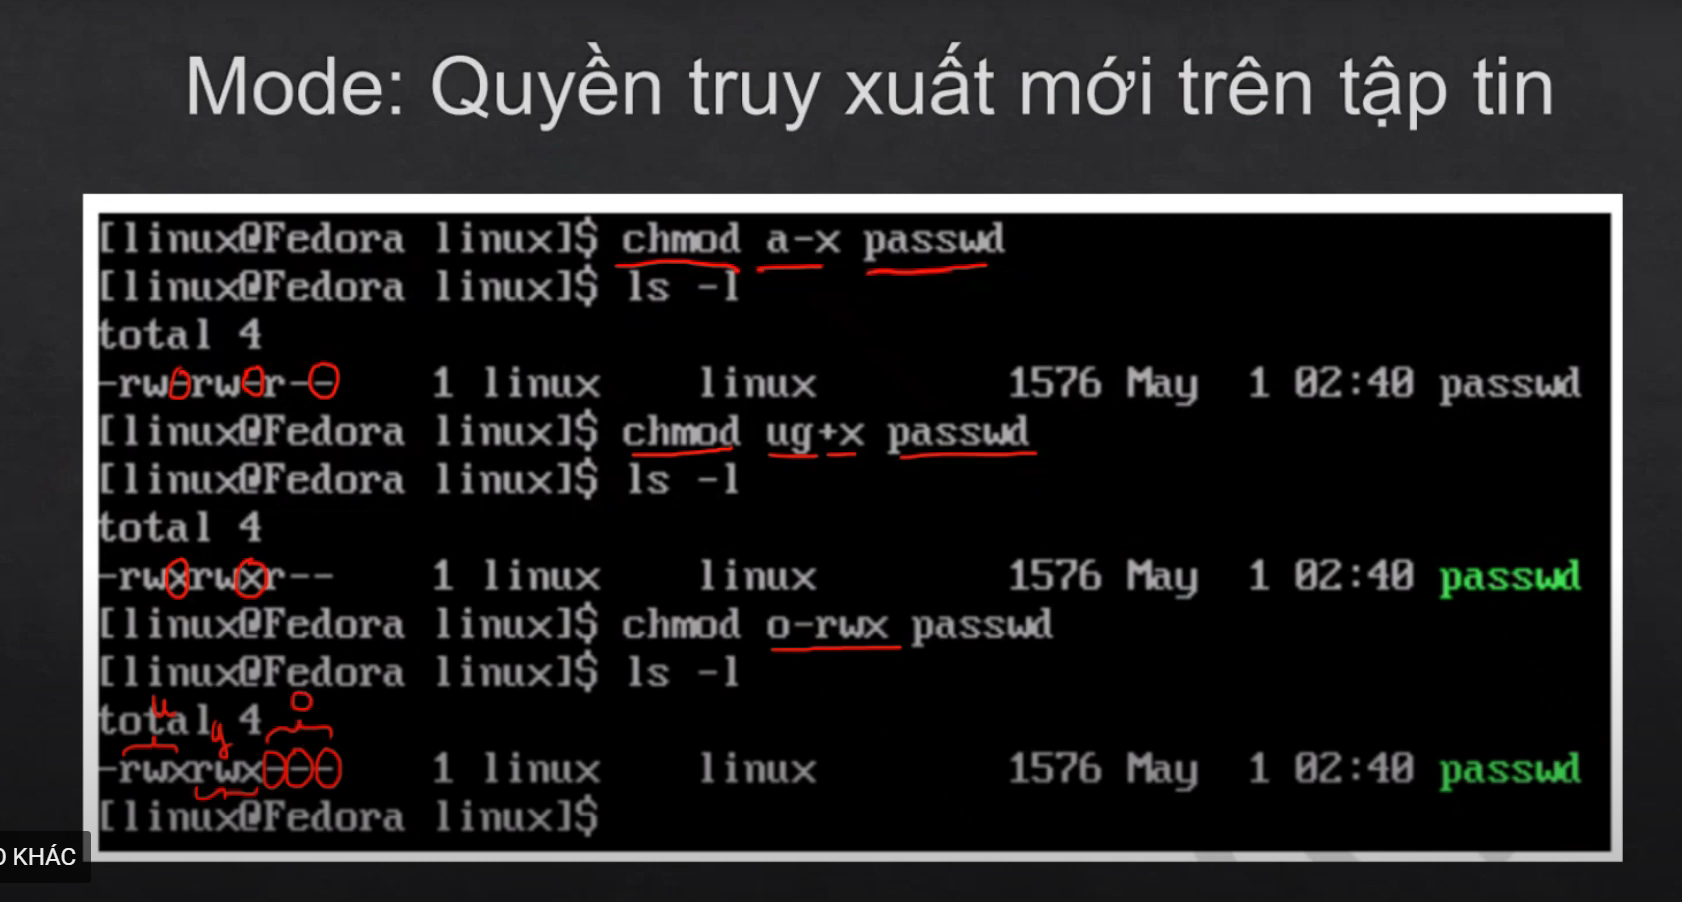 Mode: Quyền truy xuất mới trên tập tin
[linux@Fedora linux]$ chmod a-x passwd
[linux@Fedora linux]$ ls -l
total 4
-rw-rw-r-- 1 linux linux 1576 May 1 02:40 passwd
[linux@Fedora linux]$ chmod ug+x passwd
[linux@Fedora linux]$ ls -l
total 4
-rwxrwxr-- 1 linux linux 1576 May 1 02:40 passwd
[linux@Fedora linux]$ chmod o-rwx passwd
[linux@Fedora linux]$ ls -l
u g o
total 4
-rwxrwx--- 1 linux linux 1576 May 1 02:40 passwd
[linux@Fedora linux]$
KHÁC